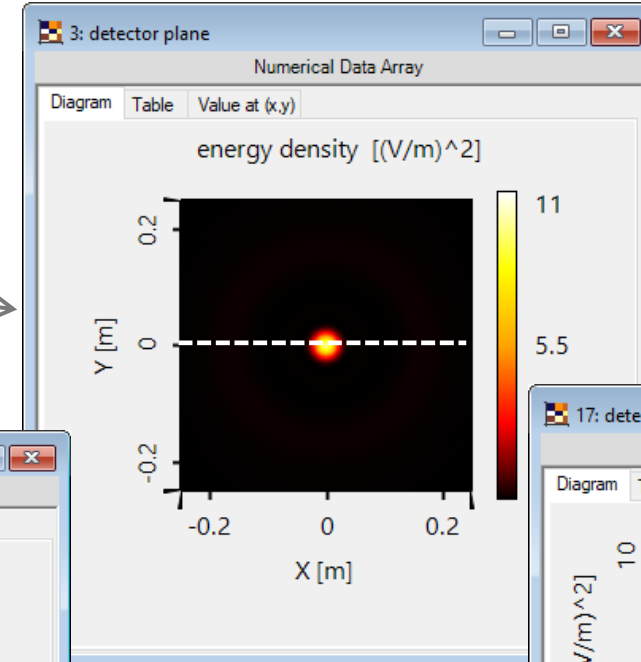 3: detector plane
Numerical Data Array
Diagram Table Value at (x,y)
energy density [(V/m)^2]
11
5.5
0.2
0
-0.2
Y [m]
-0.2 0 0.2
X [m]
17: dete
Diagram
10
V/m)^2]